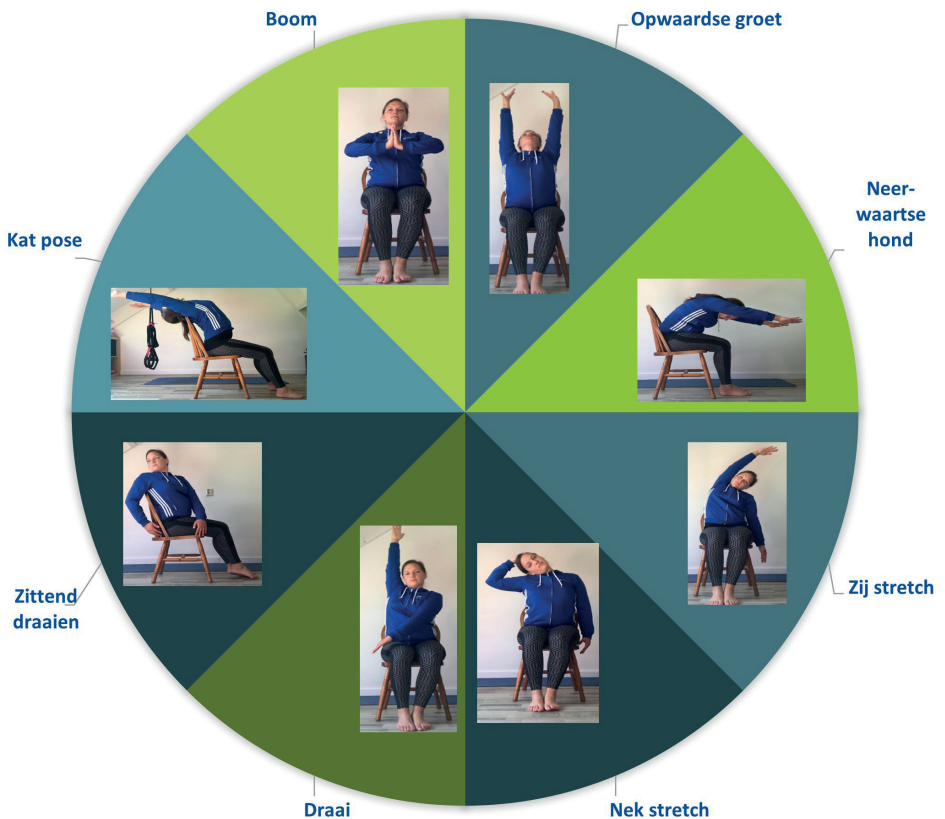 Boom
Opwaardse groet
Neer-
waartse
hond
Kat pose
Zij stretch
Zittend
draaien
Draai
Nek stretch